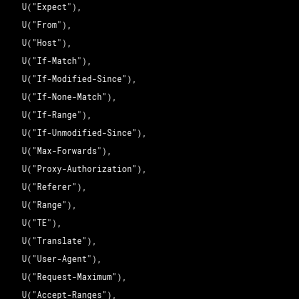 U("Expect"),
U("From"),
U("Host"),
U("If-Match"),
U("If-Modified-Since"),
U("If-None-Match"),
U("If-Range"),
U("If-Unmodified-Since"),
U("Max-Forwards"),
U("Proxy-Authorization"),
U("Referer"),
U("Range"),
U("TE"),
U("Translate"),
U("User-Agent"),
U("Request-Maximum"),
U("Accept-Ranges"),